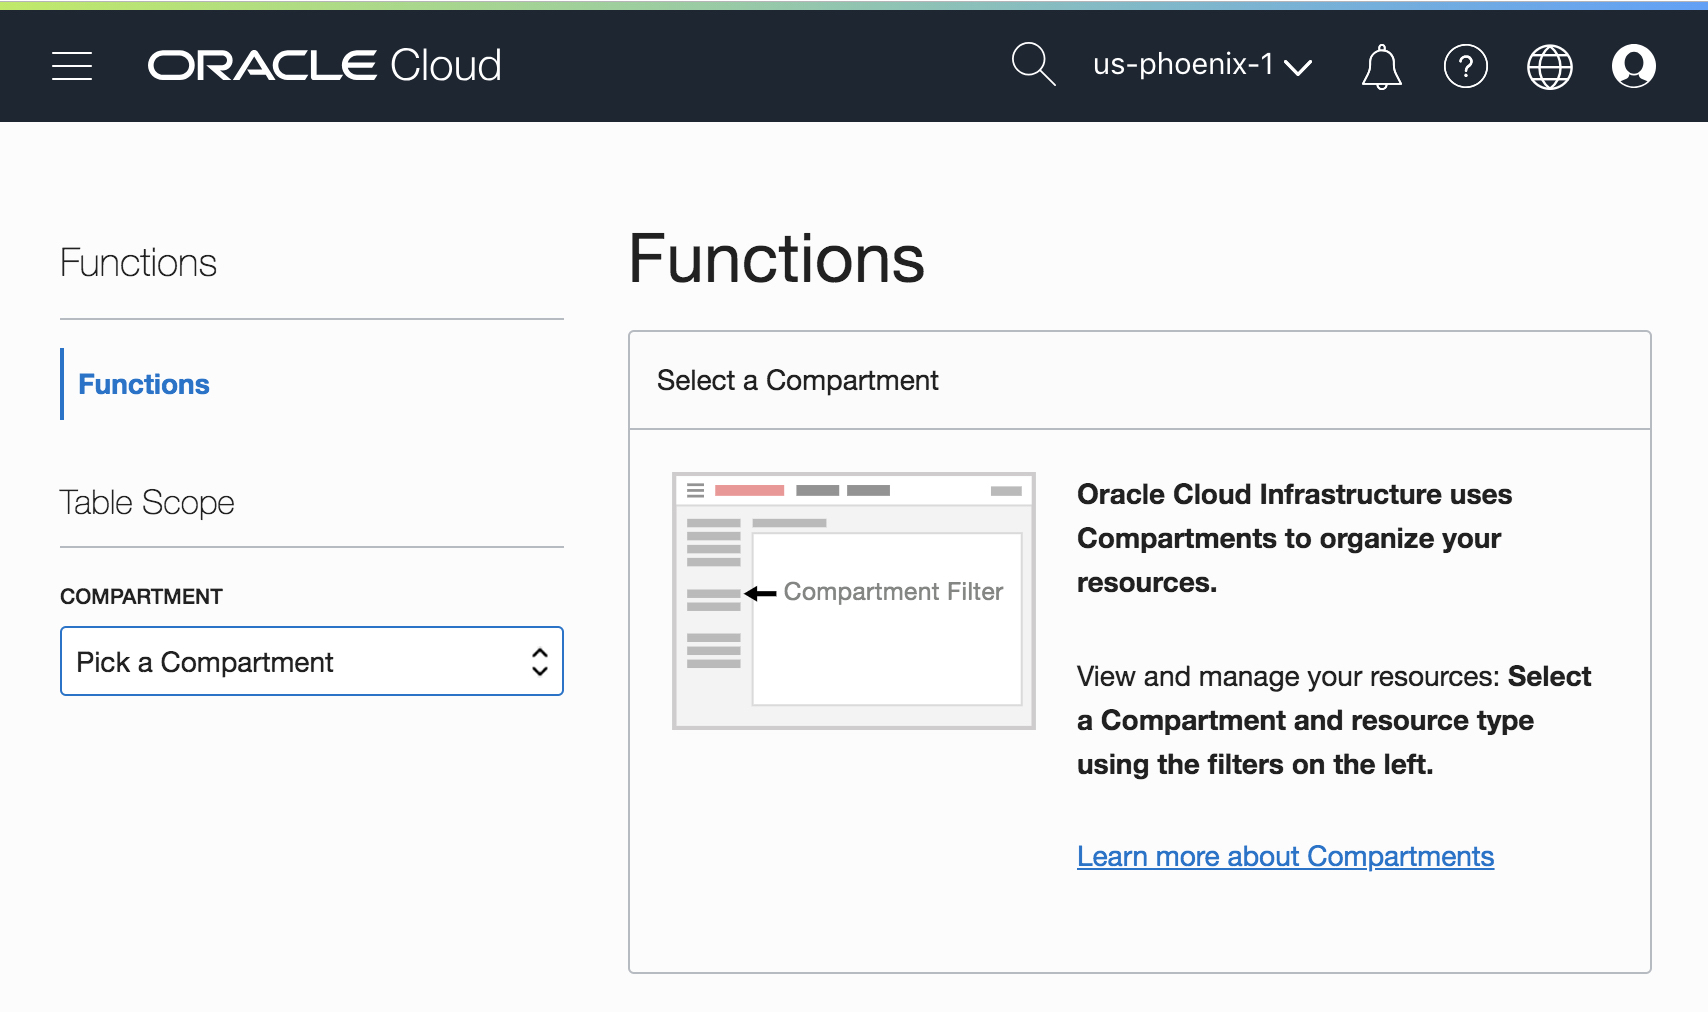 ORACLE Cloud
us-phoenix-1
?
Functions
Functions
Table Scope
COMPARTMENT
Pick a Compartment
Functions
Select a Compartment
Compartment Filter
Oracle Cloud Infrastructure uses
Compartments to organize your
resources.
View and manage your resources: Select
a Compartment and resource type
using the filters on the left.
Learn more about Compartments